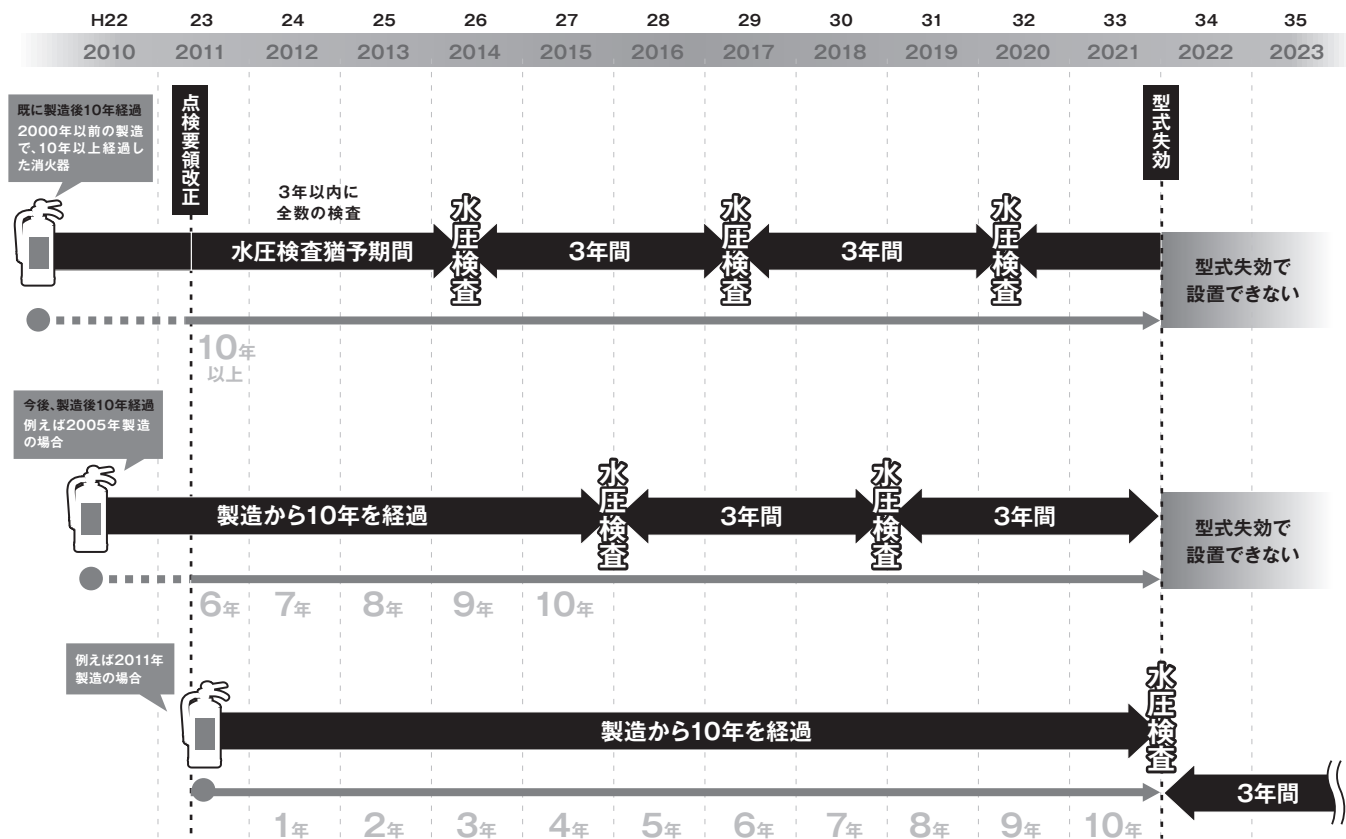 H22 23 24 25 26 27 28 29 30 31 32 33 34 35
2010 2011 2012 2013 2014 2015 2016 2017 2018 2019 2020 2021 2022 2023
点検要領改正
型式失効
既に製造後10年経過
2000年以前の製造
で、10年以上経過し
た消火器
3年以内に
全数の検査
水圧検査猶予期間
水圧検査
3年間
水圧検査
3年間
水圧検査
型式失効で
設置できない
10年
以上
今後、製造後10年経過
例えば2005年製造
の場合
製造から10年を経過
水圧検査
3年間
水圧検査
3年間
型式失効で
設置できない
6年 7年 8年 9年 10年
例えば2011年
製造の場合
製造から10年を経過
水圧検査
3年間
1年 2年 3年 4年 5年 6年 7年 8年 9年 10年